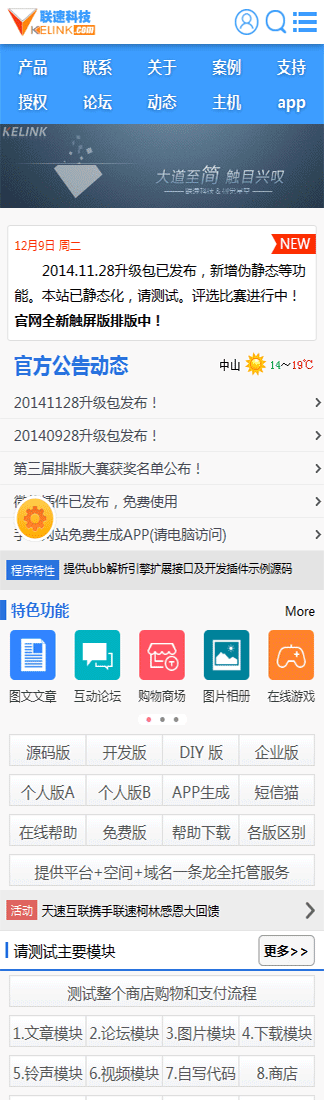 联速科技
KELINK.com
产品 联系 关于 案例 支持
授权 论坛 动态 主机 app
KELINK
大道至简 触目兴叹
12月9日 周二
NEW
2014.11.28升级包已发布，新增伪静态等功
能。本站已静态化，请测试。评选比赛进行中！
官网全新触屏版排版中！
官方公告动态
中山 14～19℃
20141128升级包发布！
20140928升级包发布！
第三届排版大赛获奖名单公布！
插件已发布，免费使用
网站免费生成APP(请电脑访问)
程序特性 提供ubb解析引擎扩展接口及开发插件示例源码
特色功能 More
图文文章 互动论坛 购物商场 图片相册 在线游戏
源码版 开发版 DIY 版 企业版
个人版A 个人版B APP生成 短信猫
在线帮助 免费版 帮助下载 各版区别
提供平台+空间+域名一条龙全托管服务
活动 天速互联携手联速柯林感恩大回馈
请测试主要模块 更多>>
测试整个商店购物和支付流程
1.文章模块 2.论坛模块 3.图片模块 4.下载模块
5.铃声模块 6.视频模块 7.自写代码 8.商店